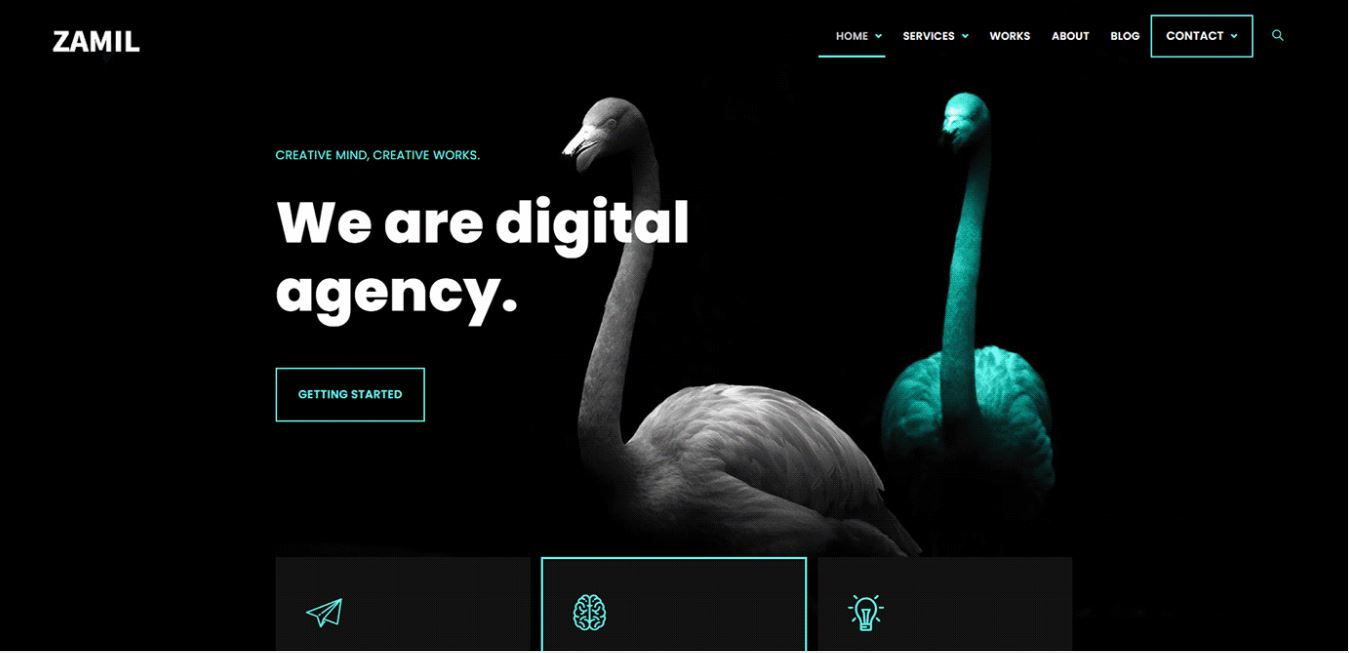 ZAMIL
HOME SERVICES WORKS ABOUT BLOG CONTACT
CREATIVE MIND, CREATIVE WORKS.
We are digital
agency.
GETTING STARTED